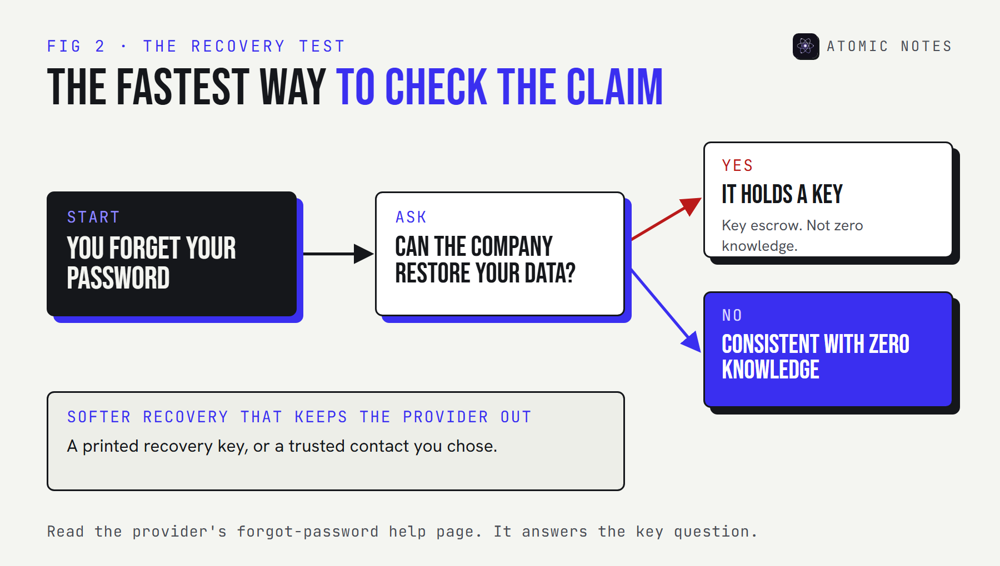 FIG 2 · THE RECOVERY TEST
ATOMIC NOTES
THE FASTEST WAY TO CHECK THE CLAIM
START
YOU FORGET YOUR
PASSWORD
ASK
CAN THE COMPANY
RESTORE YOUR DATA?
YES
IT HOLDS A KEY
Key escrow. Not zero
knowledge.
NO
CONSISTENT WITH ZERO
KNOWLEDGE
SOFTER RECOVERY THAT KEEPS THE PROVIDER OUT
A printed recovery key, or a trusted contact you chose.
Read the provider's forgot-password help page. It answers the key question.